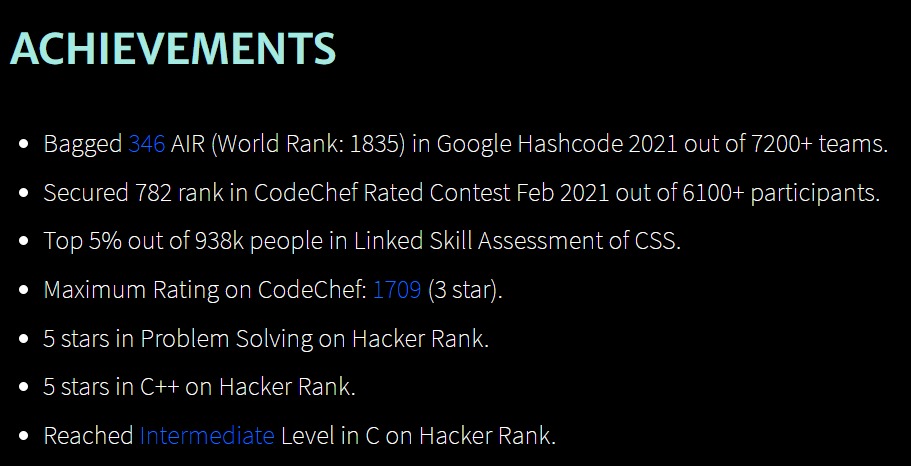 ACHIEVEMENTS
• Bagged 346 AIR (World Rank: 1835) in Google Hashcode 2021 out of 7200+ teams.
• Secured 782 rank in CodeChef Rated Contest Feb 2021 out of 6100+ participants.
• Top 5% out of 938k people in Linked Skill Assessment of CSS.
• Maximum Rating on CodeChef: 1709 (3 star).
• 5 stars in Problem Solving on Hacker Rank.
• 5 stars in C++ on Hacker Rank.
• Reached Intermediate Level in C on Hacker Rank.